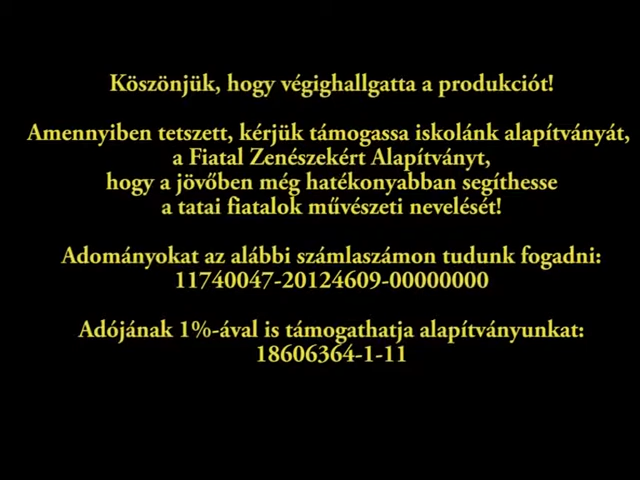 Köszönjük, hogy végighallgatta a produkciót!
Amennyiben tetszett, kérjük támogassa iskolánk alapítványát,
a Fiatal Zenészekért Alapítványt,
hogy a jövőben még hatékonyabban segíthesse
a tatai fiatalok művészeti nevelését!
Adományokat az alábbi számlaszámon tudunk fogadni:
11740047-20124609-00000000
Adójának 1%-ával is támogathatja alapítványunkat:
18606364-1-11